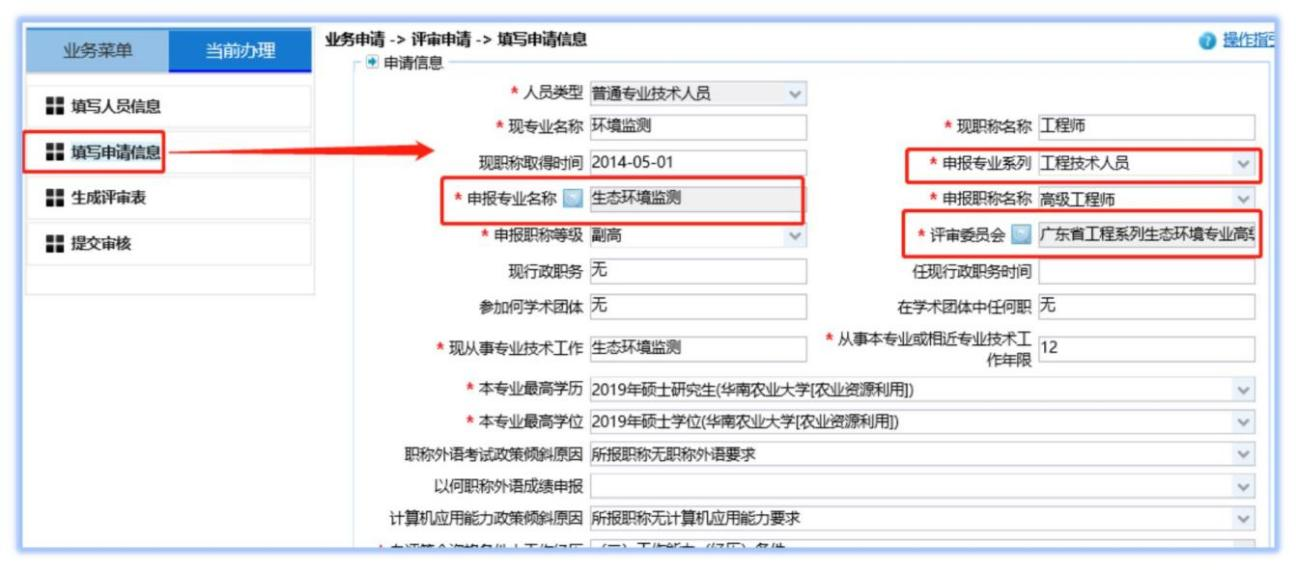 业务菜单 当前办理
填写人员信息
填写申请信息
生成评审表
提交审核
业务申请 -> 评审申请 -> 填写申请信息
操作指
申请信息
* 人员类型 普通专业技术人员
* 现专业名称 环境监测 * 现职称名称 工程师
现职称取得时间 2014-05-01 * 申报专业系列 工程技术人员
* 申报专业名称 生态环境监测 * 申报职称名称 高级工程师
* 申报职称等级 副高 * 评审委员会 广东省工程系列生态环境专业高
现行政职务 无 任现行政职务时间
参加何学术团体 无 在学术团体中任何职 无
* 现从事专业技术工作 生态环境监测 * 从事本专业或相近专业技术工
作年限 12
* 本专业最高学历 2019年硕士研究生(华南农业大学[农业资源利用])
* 本专业最高学位 2019年硕士学位(华南农业大学[农业资源利用])
职称外语考试政策倾斜原因 所报职称无职称外语要求
以何职称外语成绩申报
计算机应用能力政策倾斜原因 所报职称无计算机应用能力要求